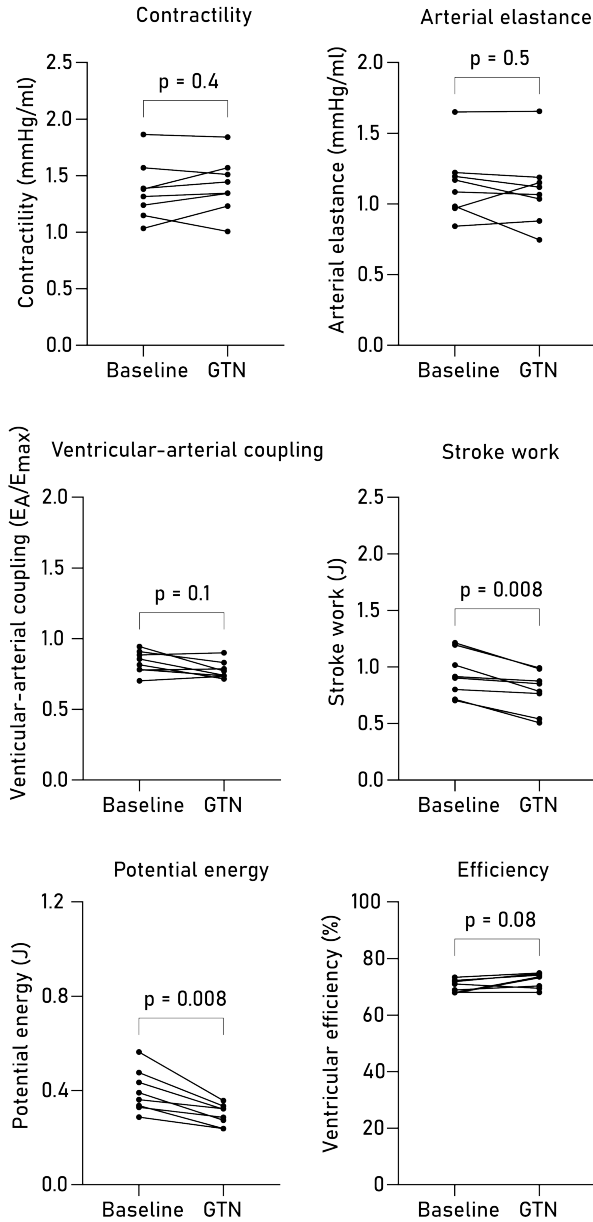 Contractility
Contractility (mmHg/ml)
2.5
2.0
1.5
1.0
0.5
0.0
p = 0.4
Baseline GTN
Arterial elastance
Arterial elastance (mmHg/ml)
2.0
1.5
1.0
0.5
0.0
p = 0.5
Baseline GTN
Ventricular-arterial coupling
Venticular-arterial coupling (EA/Emax)
2.0
1.5
1.0
0.5
0.0
p = 0.1
Baseline GTN
Stroke work
Stroke work (J)
2.5
2.0
1.5
1.0
0.5
0.0
p = 0.008
Baseline GTN
Potential energy
Potential energy (J)
1.2
0.8
0.4
0.0
p = 0.008
Baseline GTN
Efficiency
Ventricular efficiency (%)
100
80
60
40
20
0
p = 0.08
Baseline GTN